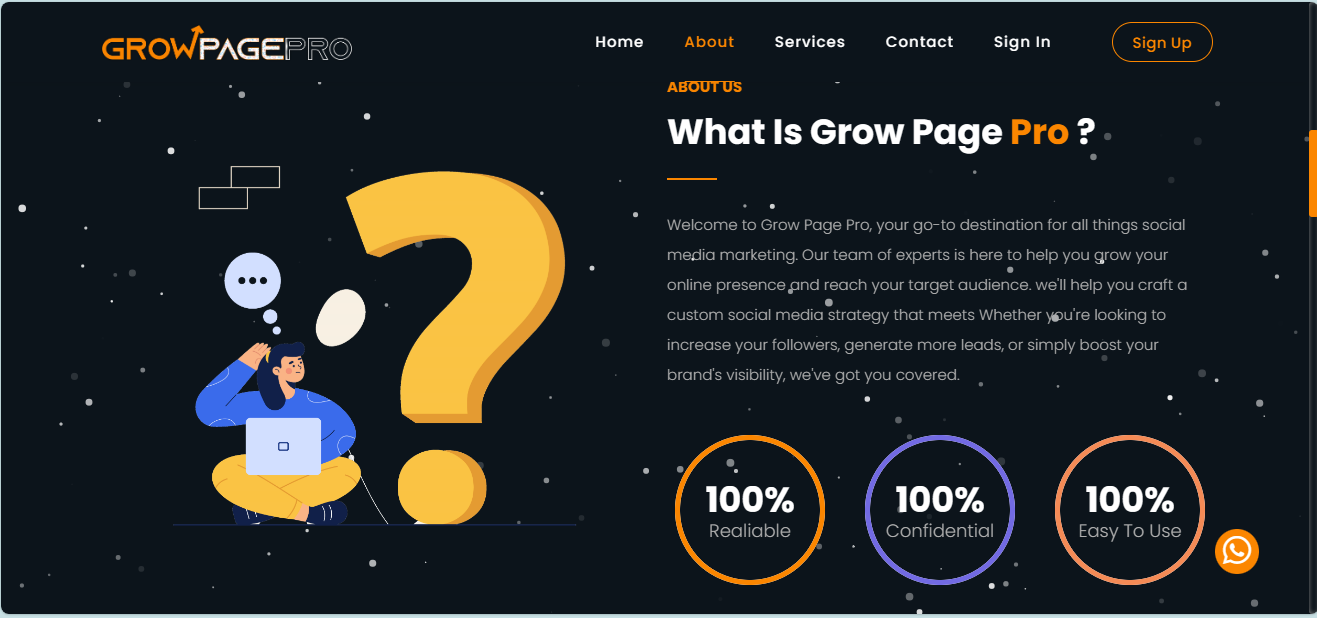 GROWPAGEPRO
Home About Services Contact Sign In Sign Up
ABOUT US
What Is Grow Page Pro ?
Welcome to Grow Page Pro, your go-to destination for all things social
media marketing. Our team of experts is here to help you grow your
online presence and reach your target audience. we'll help you craft a
custom social media strategy that meets Whether you're looking to
increase your followers, generate more leads, or simply boost your
brand's visibility, we've got you covered.
100% 100% 100%
Realiable Confidential Easy To Use